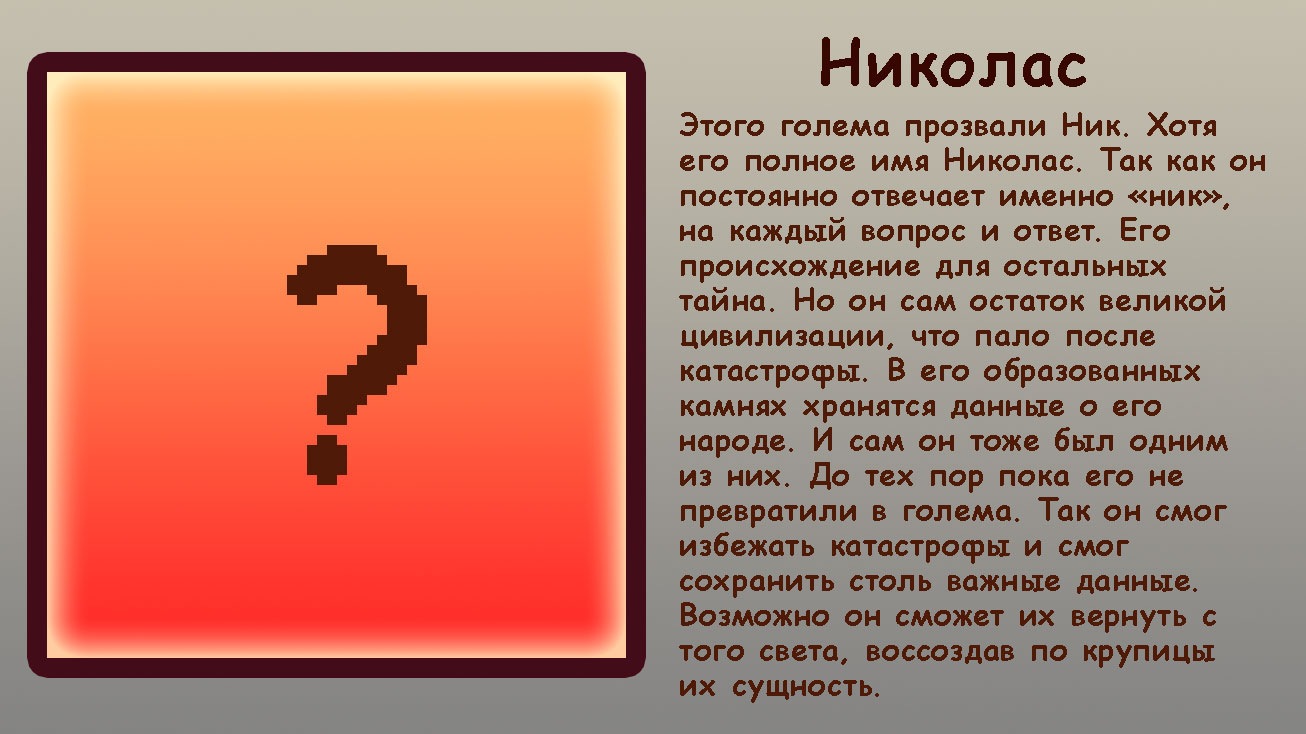 Николас
Этого голема прозвали Ник. Хотя
его полное имя Николас. Так как он
постоянно отвечает именно «ник»,
на каждый вопрос и ответ. Его
происхождение для остальных
тайна. Но он сам остаток великой
цивилизации, что пало после
катастрофы. В его образованных
камнях хранятся данные о его
народе. И сам он тоже был одним
из них. До тех пор пока его не
превратили в голема. Так он смог
избежать катастрофы и смог
сохранить столь важные данные.
Возможно он сможет их вернуть с
того света, воссоздав по крупицы
их сущность.
?